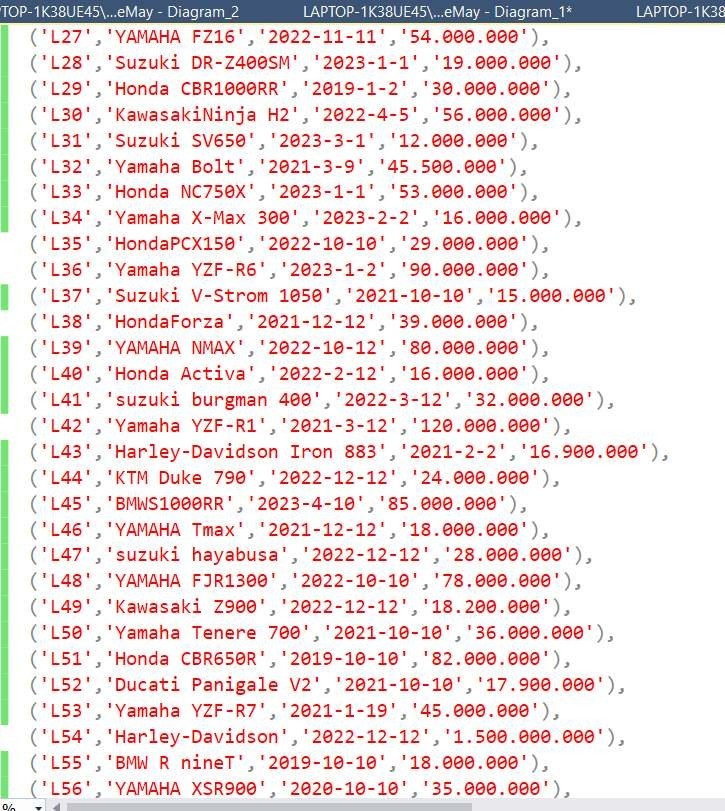 PTOP-1K38UE45\...eMay - Diagram_2 LAPTOP-1K38UE45\...eMay - Diagram_1* LAPTOP-1K38
('L27','YAMAHA FZ16','2022-11-11','54.000.000'),
('L28','Suzuki DR-Z400SM','2023-1-1','19.000.000'),
('L29','Honda CBR1000RR','2019-1-2','30.000.000'),
('L30','KawasakiNinja H2','2022-4-5','56.000.000'),
('L31','Suzuki SV650','2023-3-1','12.000.000'),
('L32','Yamaha Bolt','2021-3-9','45.500.000'),
('L33','Honda NC750X','2023-1-1','53.000.000'),
('L34','Yamaha X-Max 300','2023-2-2','16.000.000'),
('L35','HondaPCX150','2022-10-10','29.000.000'),
('L36','Yamaha YZF-R6','2023-1-2','90.000.000'),
('L37','Suzuki V-Strom 1050','2021-10-10','15.000.000'),
('L38','HondaForza','2021-12-12','39.000.000'),
('L39','YAMAHA NMAX','2022-10-12','80.000.000'),
('L40','Honda Activa','2022-2-12','16.000.000'),
('L41','suzuki burgman 400','2022-3-12','32.000.000'),
('L42','Yamaha YZF-R1','2021-3-12','120.000.000'),
('L43','Harley-Davidson Iron 883','2021-2-2','16.900.000'),
('L44','KTM Duke 790','2022-12-12','24.000.000'),
('L45','BMWS1000RR','2023-4-10','85.000.000'),
('L46','YAMAHA Tmax','2021-12-12','18.000.000'),
('L47','suzuki hayabusa','2022-12-12','28.000.000'),
('L48','YAMAHA FJR1300','2022-10-10','78.000.000'),
('L49','Kawasaki Z900','2022-12-12','18.200.000'),
('L50','Yamaha Tenere 700','2021-10-10','36.000.000'),
('L51','Honda CBR650R','2019-10-10','82.000.000'),
('L52','Ducati Panigale V2','2021-10-10','17.900.000'),
('L53','Yamaha YZF-R7','2021-1-19','45.000.000'),
('L54','Harley-Davidson','2022-12-12','1.500.000.000'),
('L55','BMW R nineT','2019-10-10','18.000.000'),
('L56','YAMAHA XSR900','2020-10-10','35.000.000'),
%